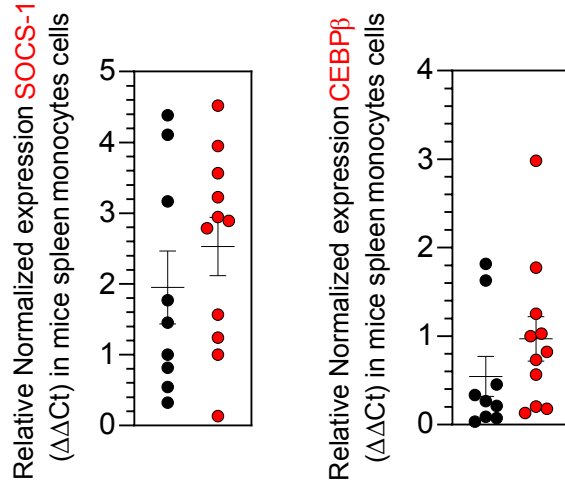 Relative Normalized expression SOCS-1
(ΔΔCt) in mice spleen monocytes cells
5
4
3
2
1
0
Relative Normalized expression CEBPβ
(ΔΔCt) in mice spleen monocytes cells
4
3
2
1
0